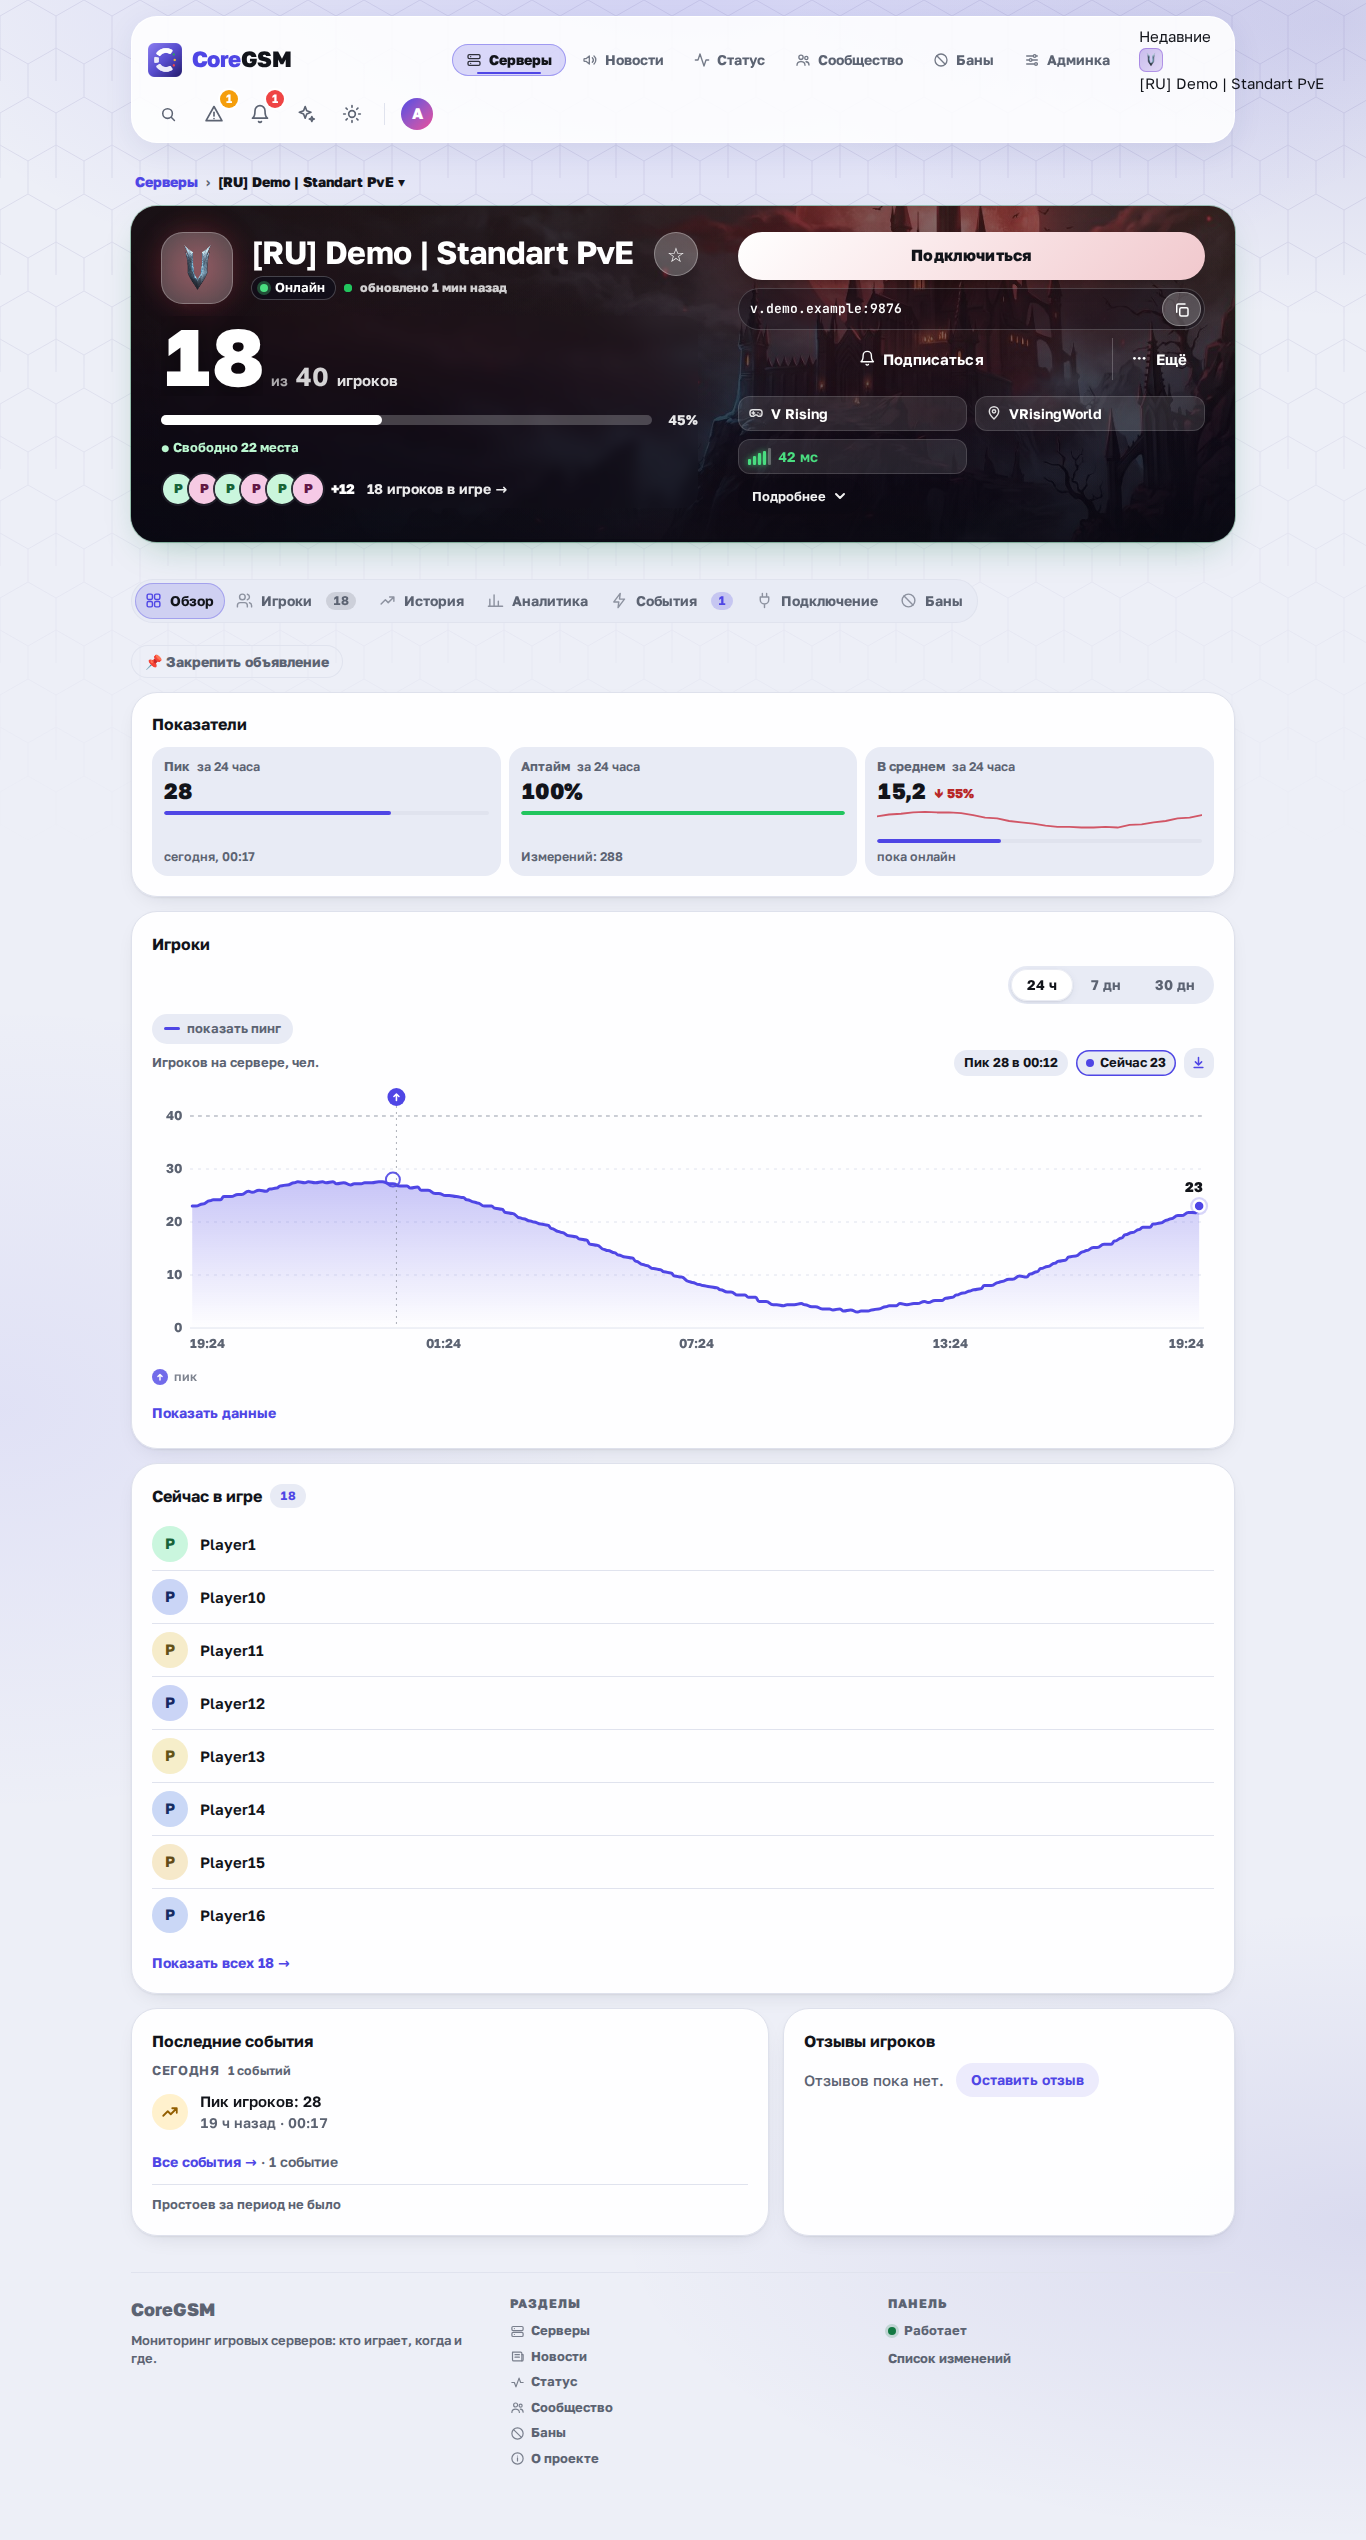 CoreGSM
Серверы
Новости
Статус
Сообщество
Баны
Админка
Недавние
[RU] Demo | Standart PvE
1
1
A
Серверы › [RU] Demo | Standart PvE ▾
[RU] Demo | Standart PvE
☆
Онлайн
обновлено 1 мин назад
18 из 40 игроков
45%
● Свободно 22 места
P P P P P P +12 18 игроков в игре →
Подключиться
v.demo.example:9876
Подписаться
··· Ещё
V Rising
VRisingWorld
42 мс
Подробнее
Обзор
Игроки 18
История
Аналитика
События 1
Подключение
Баны
📌 Закрепить объявление
Показатели
Пик за 24 часа
28
сегодня, 00:17
Аптайм за 24 часа
100%
Измерений: 288
В среднем за 24 часа
15,2 ↓ 55%
пока онлайн
Игроки
24 ч 7 дн 30 дн
показать пинг
Игроков на сервере, чел.
Пик 28 в 00:12
Сейчас 23
40
30
20
10
0
23
19:24 01:24 07:24 13:24 19:24
пик
Показать данные
Сейчас в игре 18
P Player1
P Player10
P Player11
P Player12
P Player13
P Player14
P Player15
P Player16
Показать всех 18 →
Последние события
СЕГОДНЯ 1 событий
Пик игроков: 28
19 ч назад · 00:17
Все события → · 1 событие
Простоев за период не было
Отзывы игроков
Отзывов пока нет. Оставить отзыв
CoreGSM
Мониторинг игровых серверов: кто играет, когда и
где.
РАЗДЕЛЫ
Серверы
Новости
Статус
Сообщество
Баны
О проекте
ПАНЕЛЬ
Работает
Список изменений